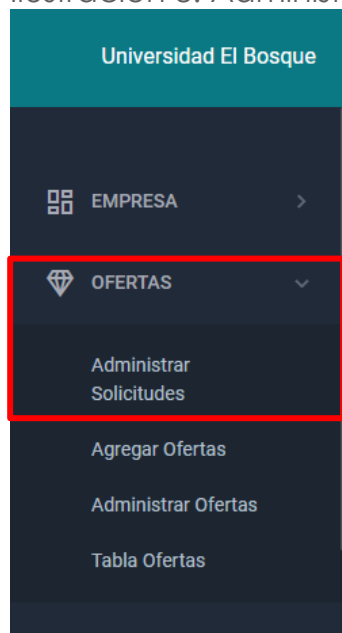 Universidad El Bosque
EMPRESA
OFERTAS
Administrar
Solicitudes
Agregar Ofertas
Administrar Ofertas
Tabla Ofertas